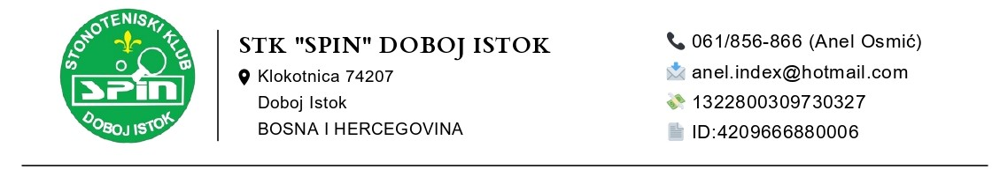 STONOTENISKI KLUB
SPIN
DOBOJ ISTOK
STK "SPIN" DOBOJ ISTOK
Klokotnica 74207
Doboj Istok
BOSNA I HERCEGOVINA
061/856-866 (Anel Osmić)
anel.index@hotmail.com
1322800309730327
ID:4209666880006